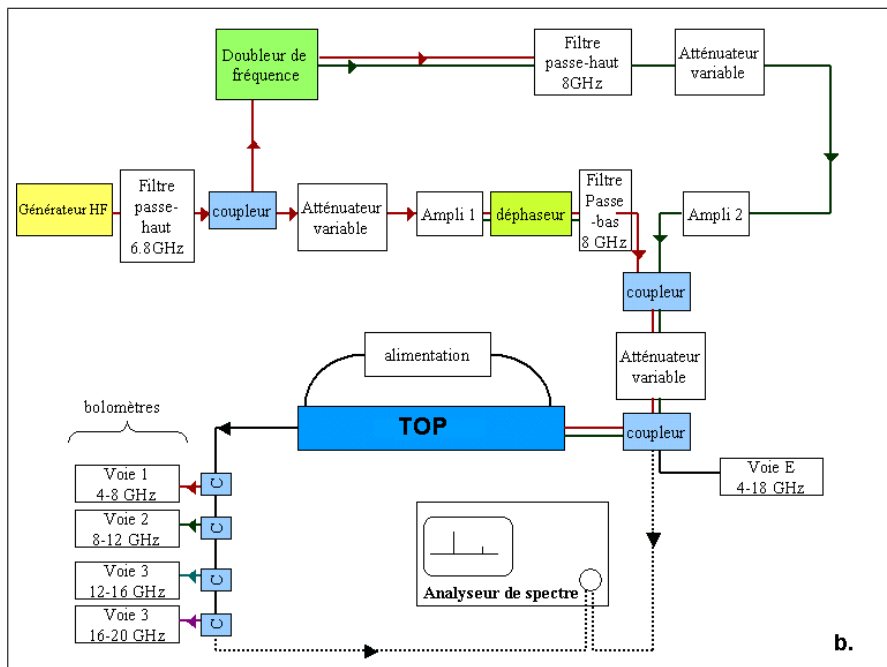 Doubleur de
fréquence
Filtre
passe-haut
8GHz
Atténuateur
variable
Générateur HF
Filtre
passe-
haut
6.8GHz
coupleur
Atténuateur
variable
Ampli 1
déphaseur
Filtre
Passe
-bas
8 GHz
Ampli 2
coupleur
alimentation
Atténuateur
variable
TOP
coupleur
bolomètres
Voie 1
4-8 GHz
C
Voie 2
8-12 GHz
C
Voie 3
12-16 GHz
C
Voie 3
16-20 GHz
C
Voie E
4-18 GHz
Analyseur de spectre
b.